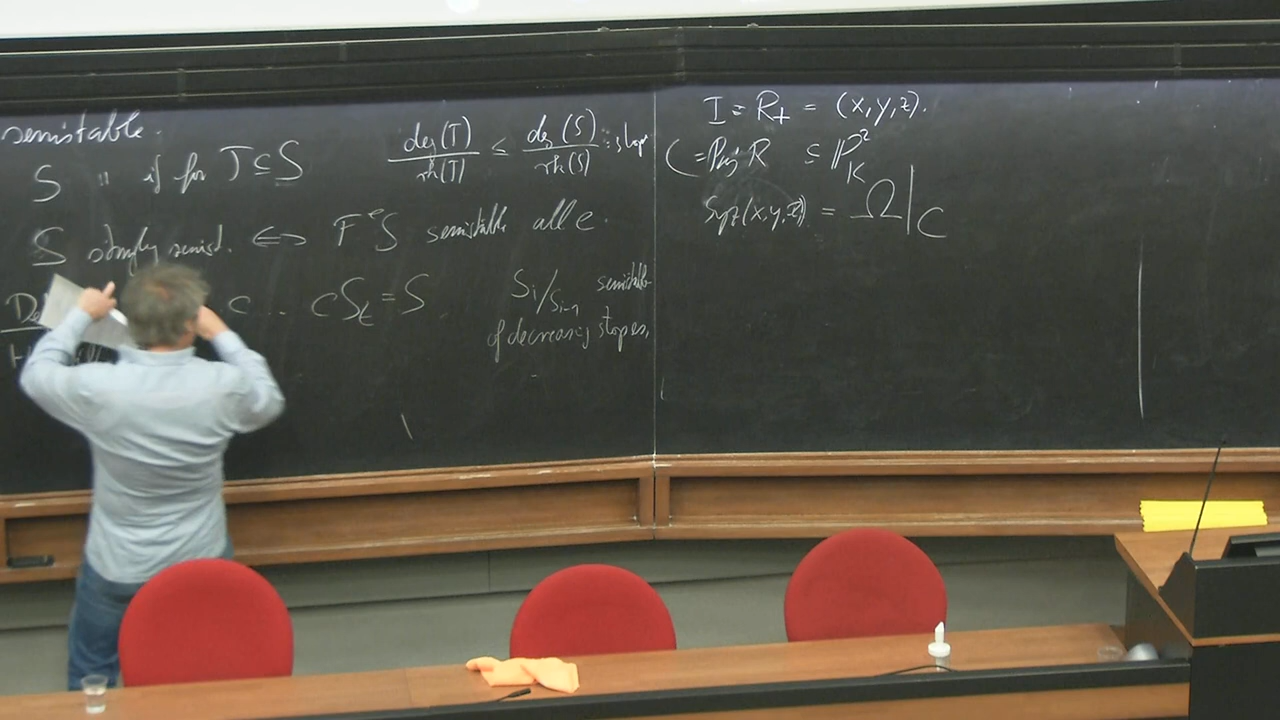 semistable.
S " if for T ⊆ S deg(T)/rk(T) ≤ deg(S)/rk(S) = slope
S strongly semist. ⟺ F^e S semistable all e.
⊂ ... ⊂ S_t = S S_i/S_{i-1} semistable
of decreasing slopes,
I = R_+ = (x,y,z).
C = Proj R ⊆ P^2_K
Syz(x,y,z) = Ω|_C